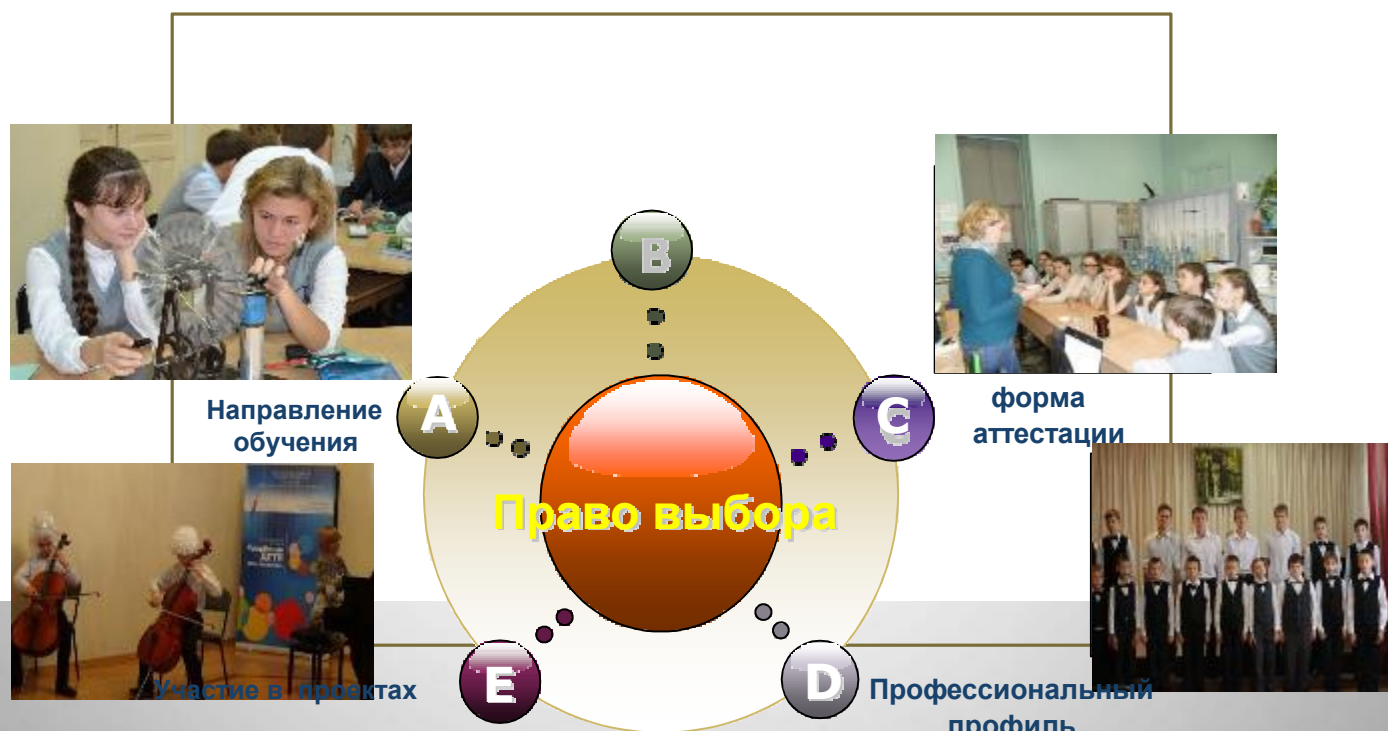 B
A
C
Направление
обучения
форма
аттестации
Право выбора
E
D
Участие в проектах
Профессиональный
профиль